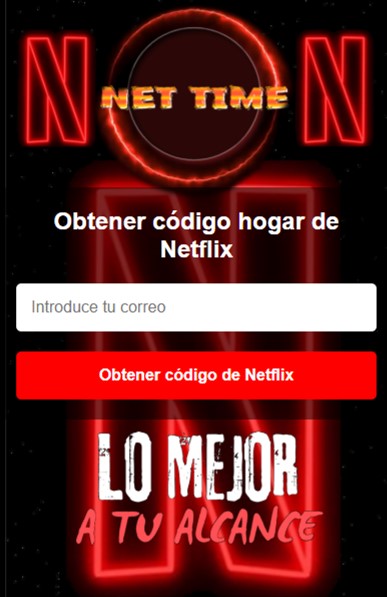 N N
NET TIME
Obtener código hogar de
Netflix
Introduce tu correo
Obtener código de Netflix
LO MEJOR
A TU ALCANCE